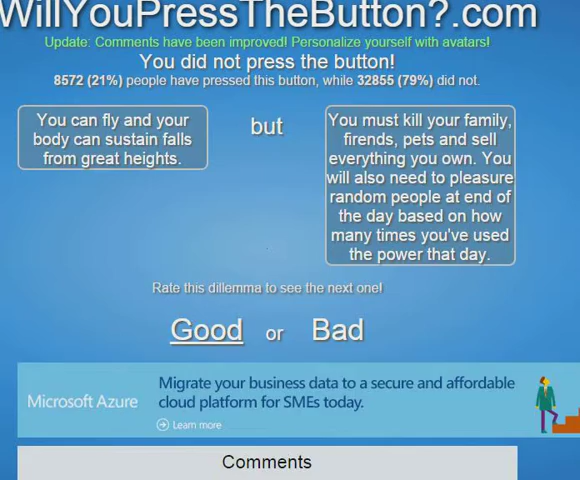 WillYouPressTheButton?.com
Update: Comments have been improved! Personalize yourself with avatars!
You did not press the button!
8572 (21%) people have pressed this button, while 32855 (79%) did not.
You can fly and your
body can sustain falls
from great heights.
but
You must kill your family,
firends, pets and sell
everything you own. You
will also need to pleasure
random people at end of
the day based on how
many times you've used
the power that day.
Rate this dillemma to see the next one!
Good or Bad
Microsoft Azure
Migrate your business data to a secure and affordable
cloud platform for SMEs today.
Learn more
Comments